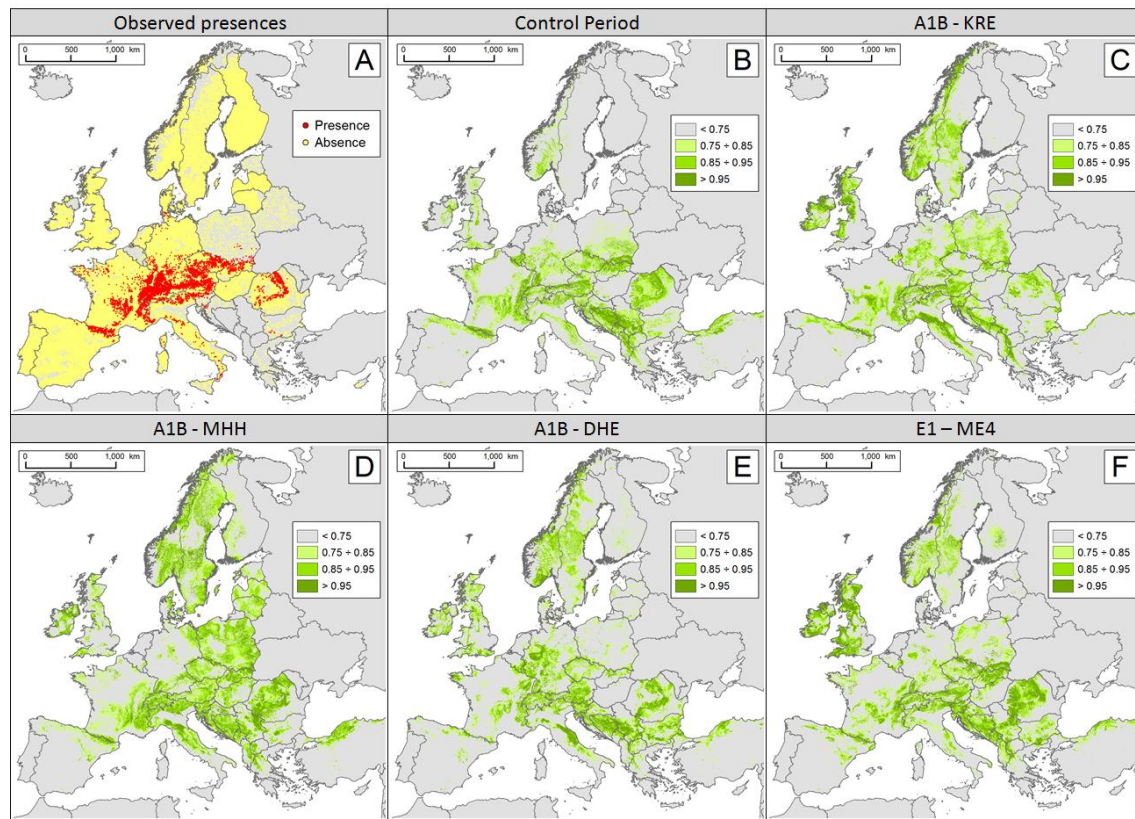 Observed presences
Control Period
A1B - KRE
0 500 1,000 km
A
Presence
Absence
0 500 1,000 km
B
< 0.75
0.75 ÷ 0.85
0.85 ÷ 0.95
> 0.95
0 500 1,000 km
C
< 0.75
0.75 ÷ 0.85
0.85 ÷ 0.95
> 0.95
A1B - MHH
A1B - DHE
E1 – ME4
0 500 1,000 km
D
< 0.75
0.75 ÷ 0.85
0.85 ÷ 0.95
> 0.95
0 500 1,000 km
E
< 0.75
0.75 ÷ 0.85
0.85 ÷ 0.95
> 0.95
0 500 1,000 km
F
< 0.75
0.75 ÷ 0.85
0.85 ÷ 0.95
> 0.95